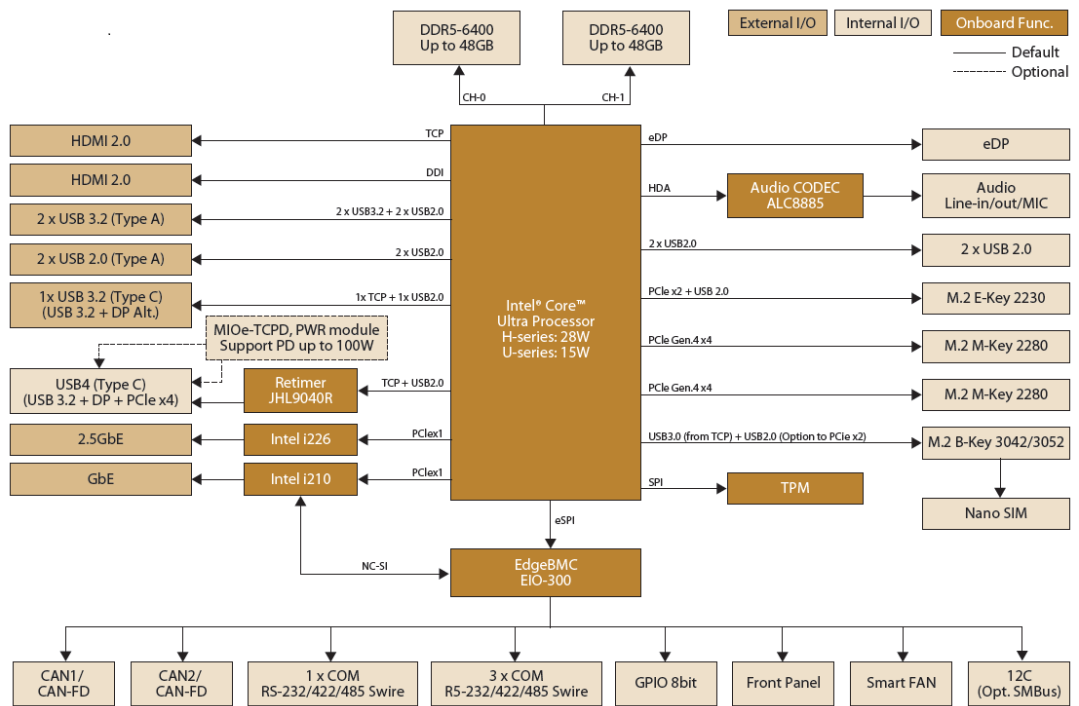 DDR5-6400
Up to 48GB
DDR5-6400
Up to 48GB
External I/O
Internal I/O
Onboard Func.
Default
Optional
CH-0
CH-1
HDMI 2.0
TCP
eDP
eDP
HDMI 2.0
DDI
HDA
Audio CODEC
ALC8885
Audio
Line-in/out/MIC
2 x USB 3.2 (Type A)
2 x USB3.2 + 2 x USB2.0
2 x USB2.0
2 x USB 2.0
2 x USB 2.0 (Type A)
2 x USB2.0
1x USB 3.2 (Type C)
(USB 3.2 + DP Alt.)
1x TCP + 1x USB2.0
Intel® Core™
Ultra Processor
H-series: 28W
U-series: 15W
PCIe x2 + USB 2.0
M.2 E-Key 2230
MIOe-TCPD, PWR module
Support PD up to 100W
PCIe Gen.4 x4
M.2 M-Key 2280
USB4 (Type C)
(USB 3.2 + DP + PCIe x4)
Retimer
JHL9040R
TCP + USB2.0
PCIe Gen.4 x4
M.2 M-Key 2280
2.5GbE
Intel i226
PCIex1
USB3.0 (from TCP) + USB2.0 (Option to PCIe x2)
M.2 B-Key 3042/3052
GbE
Intel i210
PCIex1
SPI
TPM
Nano SIM
eSPI
NC-SI
EdgeBMC
EIO-300
CAN1/
CAN-FD
CAN2/
CAN-FD
1 x COM
RS-232/422/485 Swire
3 x COM
R5-232/422/485 Swire
GPIO 8bit
Front Panel
Smart FAN
12C
(Opt. SMBus)